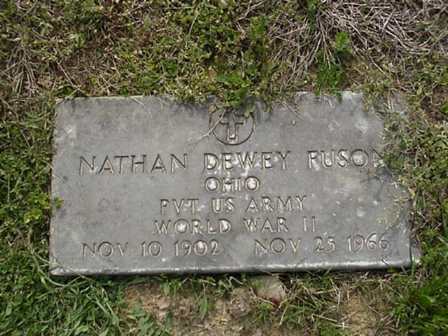 NATHAN DEWEY FUSON
OHIO
PVT US ARMY
WORLD WAR II
NOV 10 1902 NOV 25 1966